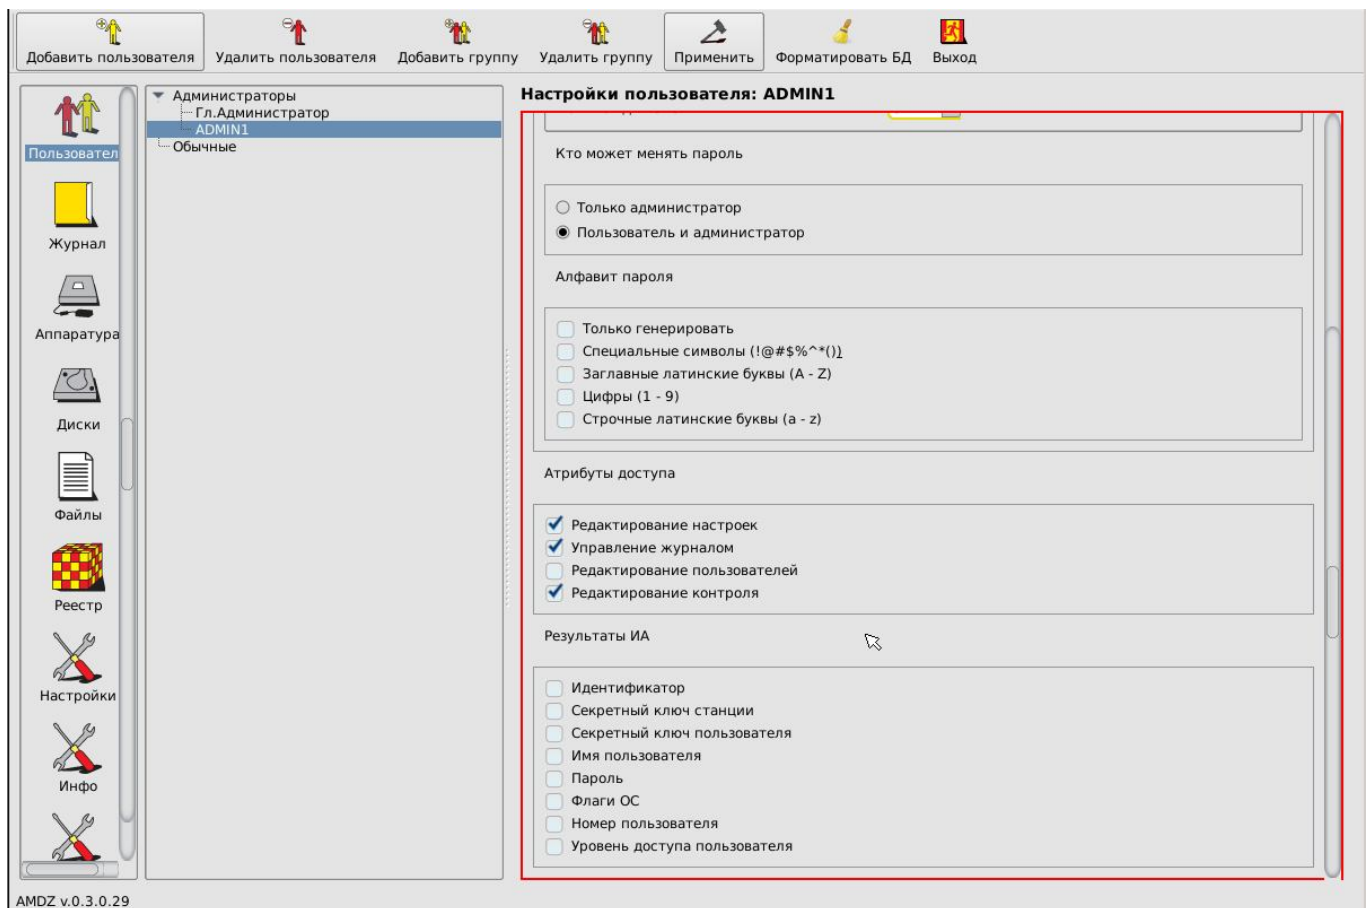 Добавить пользователя Удалить пользователя Добавить группу Удалить группу Применить Форматировать БД Выход
Пользовател
Журнал
Аппаратура
Диски
Файлы
Реестр
Настройки
Инфо
Администраторы
Гл.Администратор
ADMIN1
Обычные
Настройки пользователя: ADMIN1
Кто может менять пароль
Только администратор
Пользователь и администратор
Алфавит пароля
Только генерировать
Специальные символы (!@#$%^*())
Заглавные латинские буквы (A - Z)
Цифры (1 - 9)
Строчные латинские буквы (a - z)
Атрибуты доступа
Редактирование настроек
Управление журналом
Редактирование пользователей
Редактирование контроля
Результаты ИА
Идентификатор
Секретный ключ станции
Секретный ключ пользователя
Имя пользователя
Пароль
Флаги ОС
Номер пользователя
Уровень доступа пользователя
AMDZ v.0.3.0.29